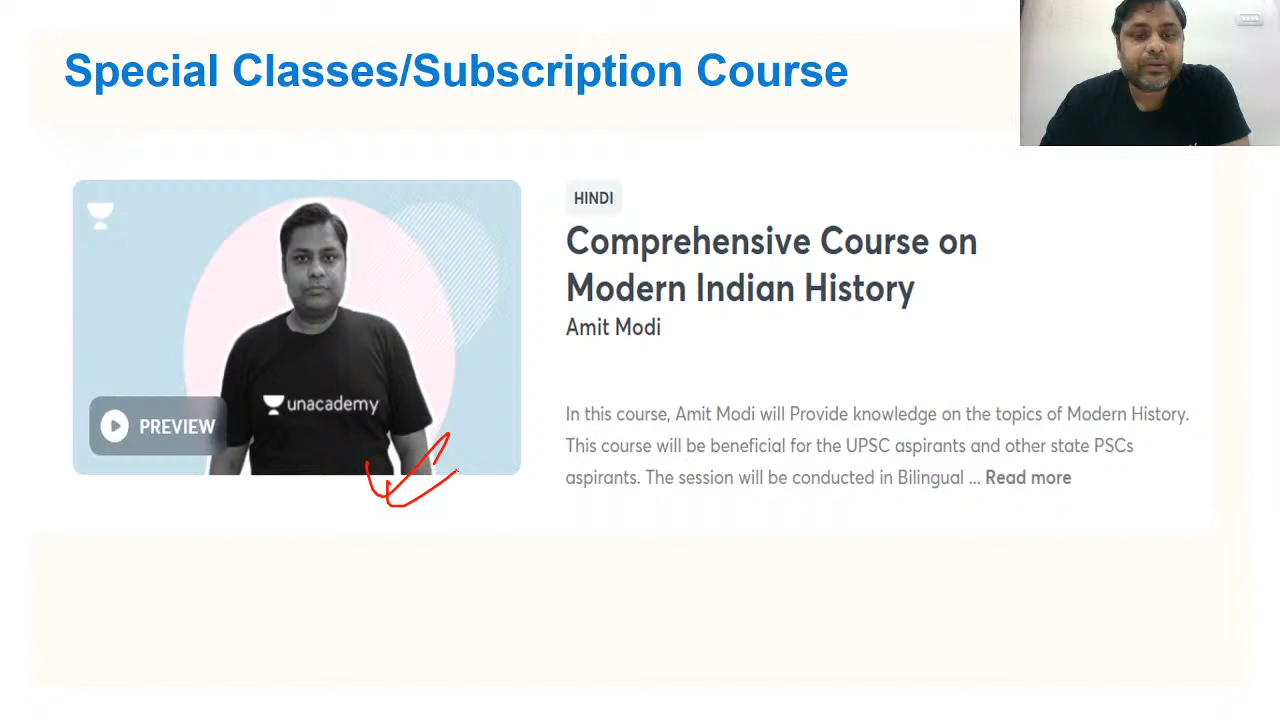 Special Classes/Subscription Course
HINDI
Comprehensive Course on
Modern Indian History
Amit Modi
unacademy
PREVIEW
In this course, Amit Modi will Provide knowledge on the topics of Modern History.
This course will be beneficial for the UPSC aspirants and other state PSCs
aspirants. The session will be conducted in Bilingual ... Read more